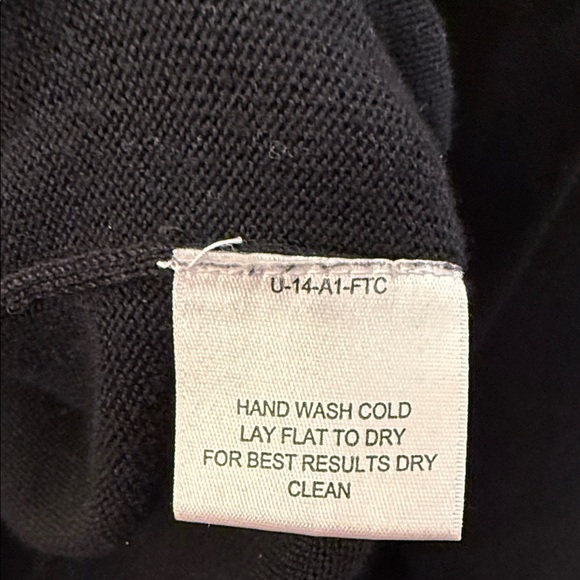 U-14-A1-FTC
HAND WASH COLD
LAY FLAT TO DRY
FOR BEST RESULTS DRY
CLEAN